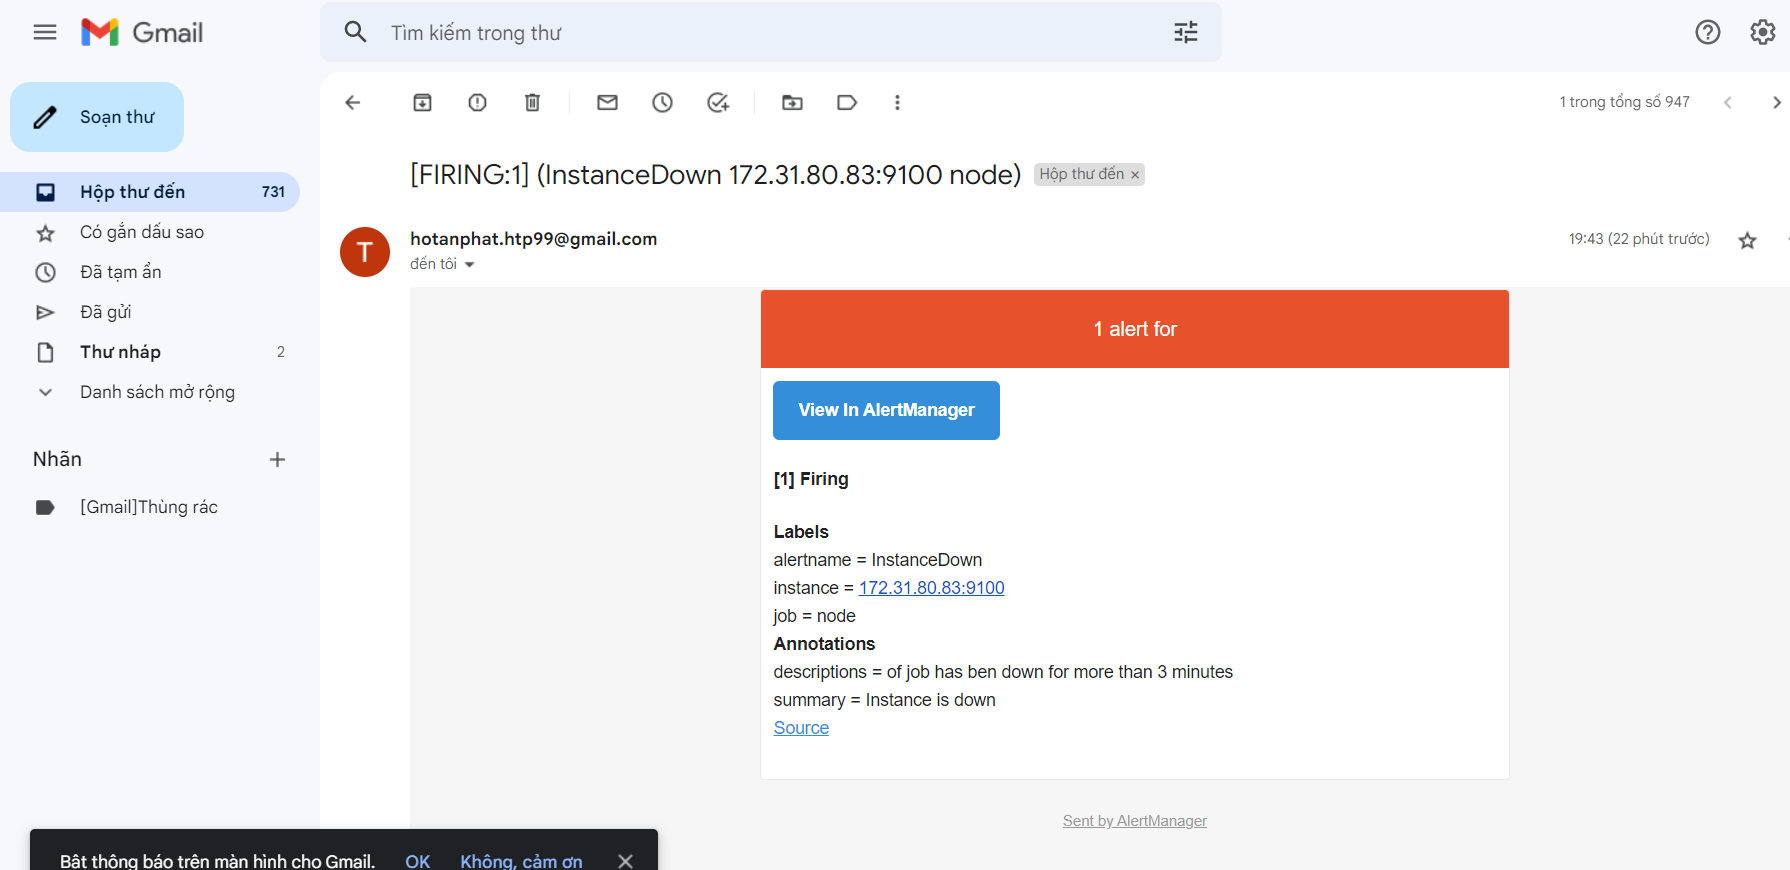 Gmail
Tìm kiếm trong thư
Soạn thư
1 trong tổng số 947
Hộp thư đến 731
Có gắn dấu sao
Đã tạm ẩn
Đã gửi
Thư nháp 2
Danh sách mở rộng
Nhãn
[Gmail]Thùng rác
[FIRING:1] (InstanceDown 172.31.80.83:9100 node) Hộp thư đến ×
T
hotanphat.htp99@gmail.com 19:43 (22 phút trước)
đến tôi
1 alert for
View In AlertManager
[1] Firing
Labels
alertname = InstanceDown
instance = 172.31.80.83:9100
job = node
Annotations
descriptions = of job has ben down for more than 3 minutes
summary = Instance is down
Source
Sent by AlertManager
Bật thông báo trên màn hình cho Gmail. OK Không, cảm ơn